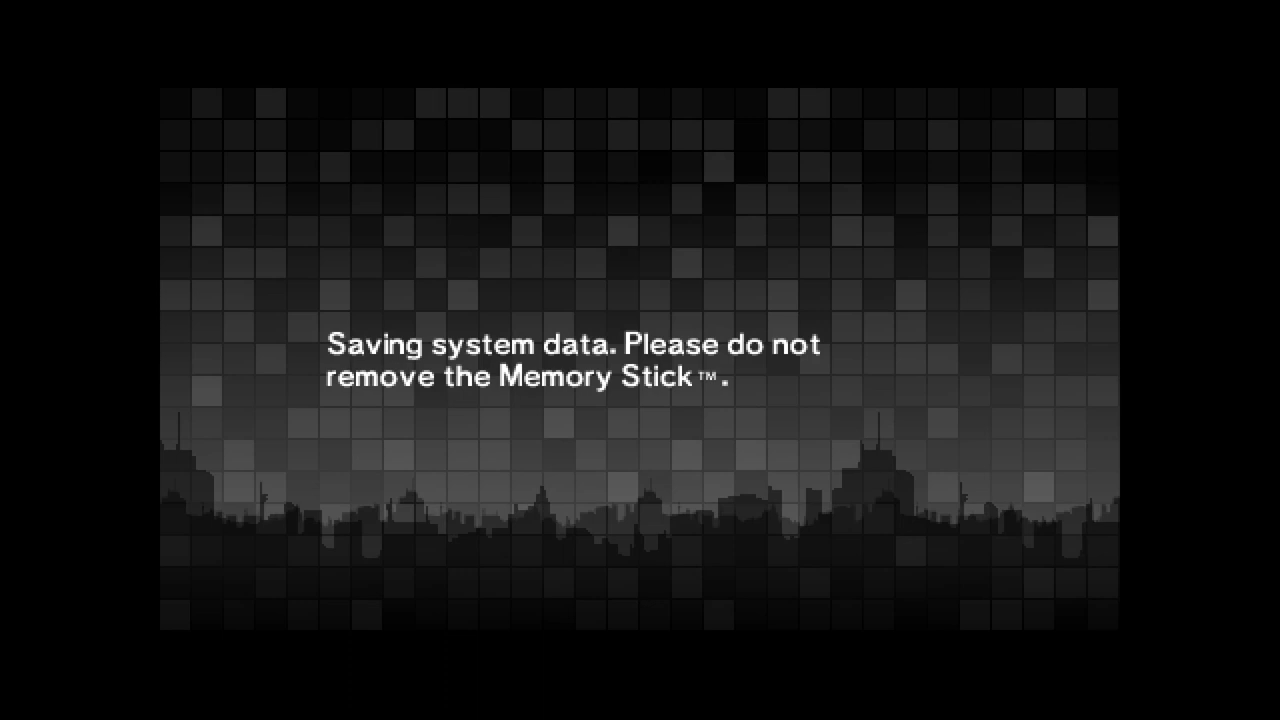 Saving system data. Please do not
remove the Memory Stick™.